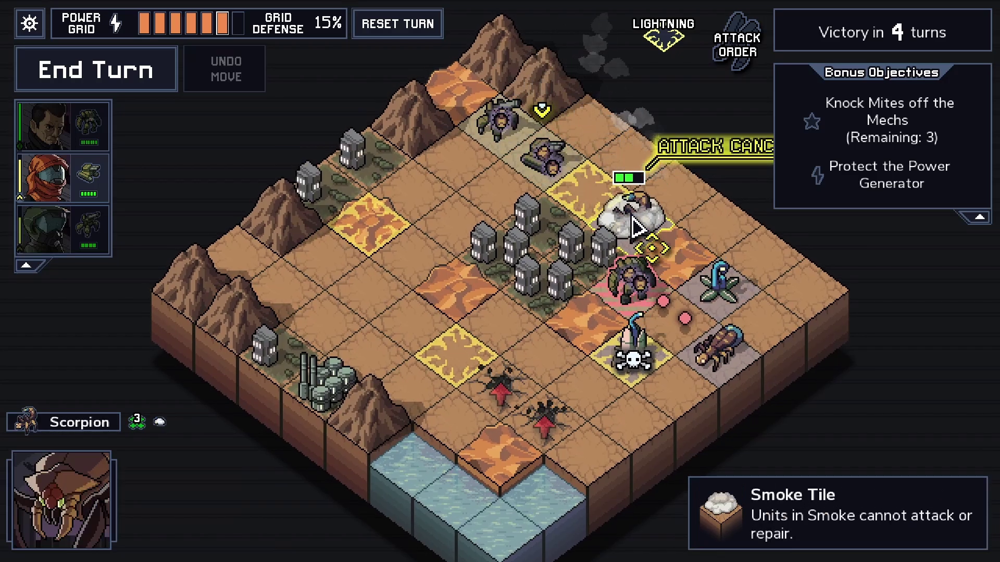 POWER
GRID
GRID
DEFENSE
15%
RESET TURN
LIGHTNING
ATTACK
ORDER
Victory in 4 turns
End Turn
UNDO
MOVE
Bonus Objectives
Knock Mites off the
Mechs
(Remaining: 3)
Protect the Power
Generator
ATTACK CANC
Scorpion
3
Smoke Tile
Units in Smoke cannot attack or
repair.